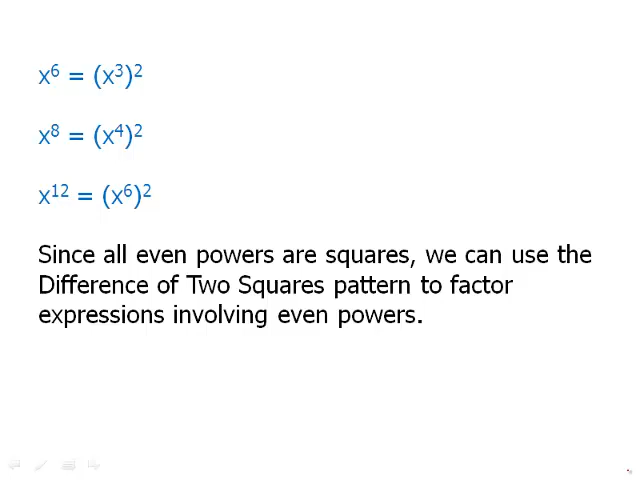 x⁶ = (x³)²
x⁸ = (x⁴)²
x¹² = (x⁶)²
Since all even powers are squares, we can use the
Difference of Two Squares pattern to factor
expressions involving even powers.